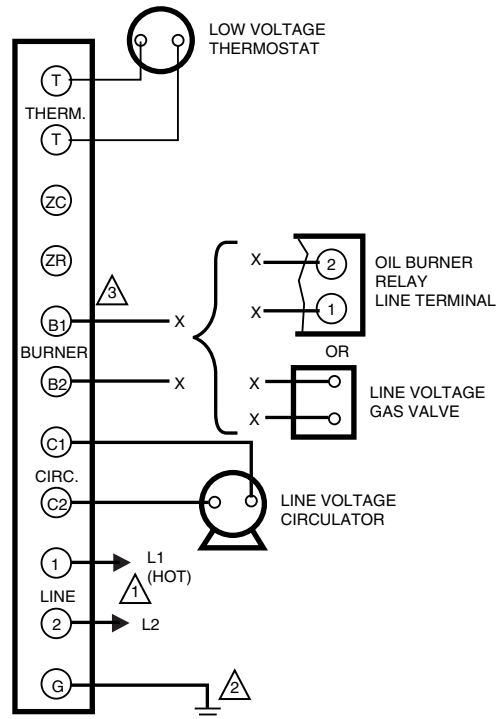 LOW VOLTAGE
THERMOSTAT
T
THERM.
T
ZC
ZR
3
B1
X
BURNER
B2
X
X
2
X
1
OIL BURNER
RELAY
LINE TERMINAL
OR
X
X
LINE VOLTAGE
GAS VALVE
C1
CIRC.
C2
LINE VOLTAGE
CIRCULATOR
1
L1
(HOT)
1
LINE
2
L2
G
2